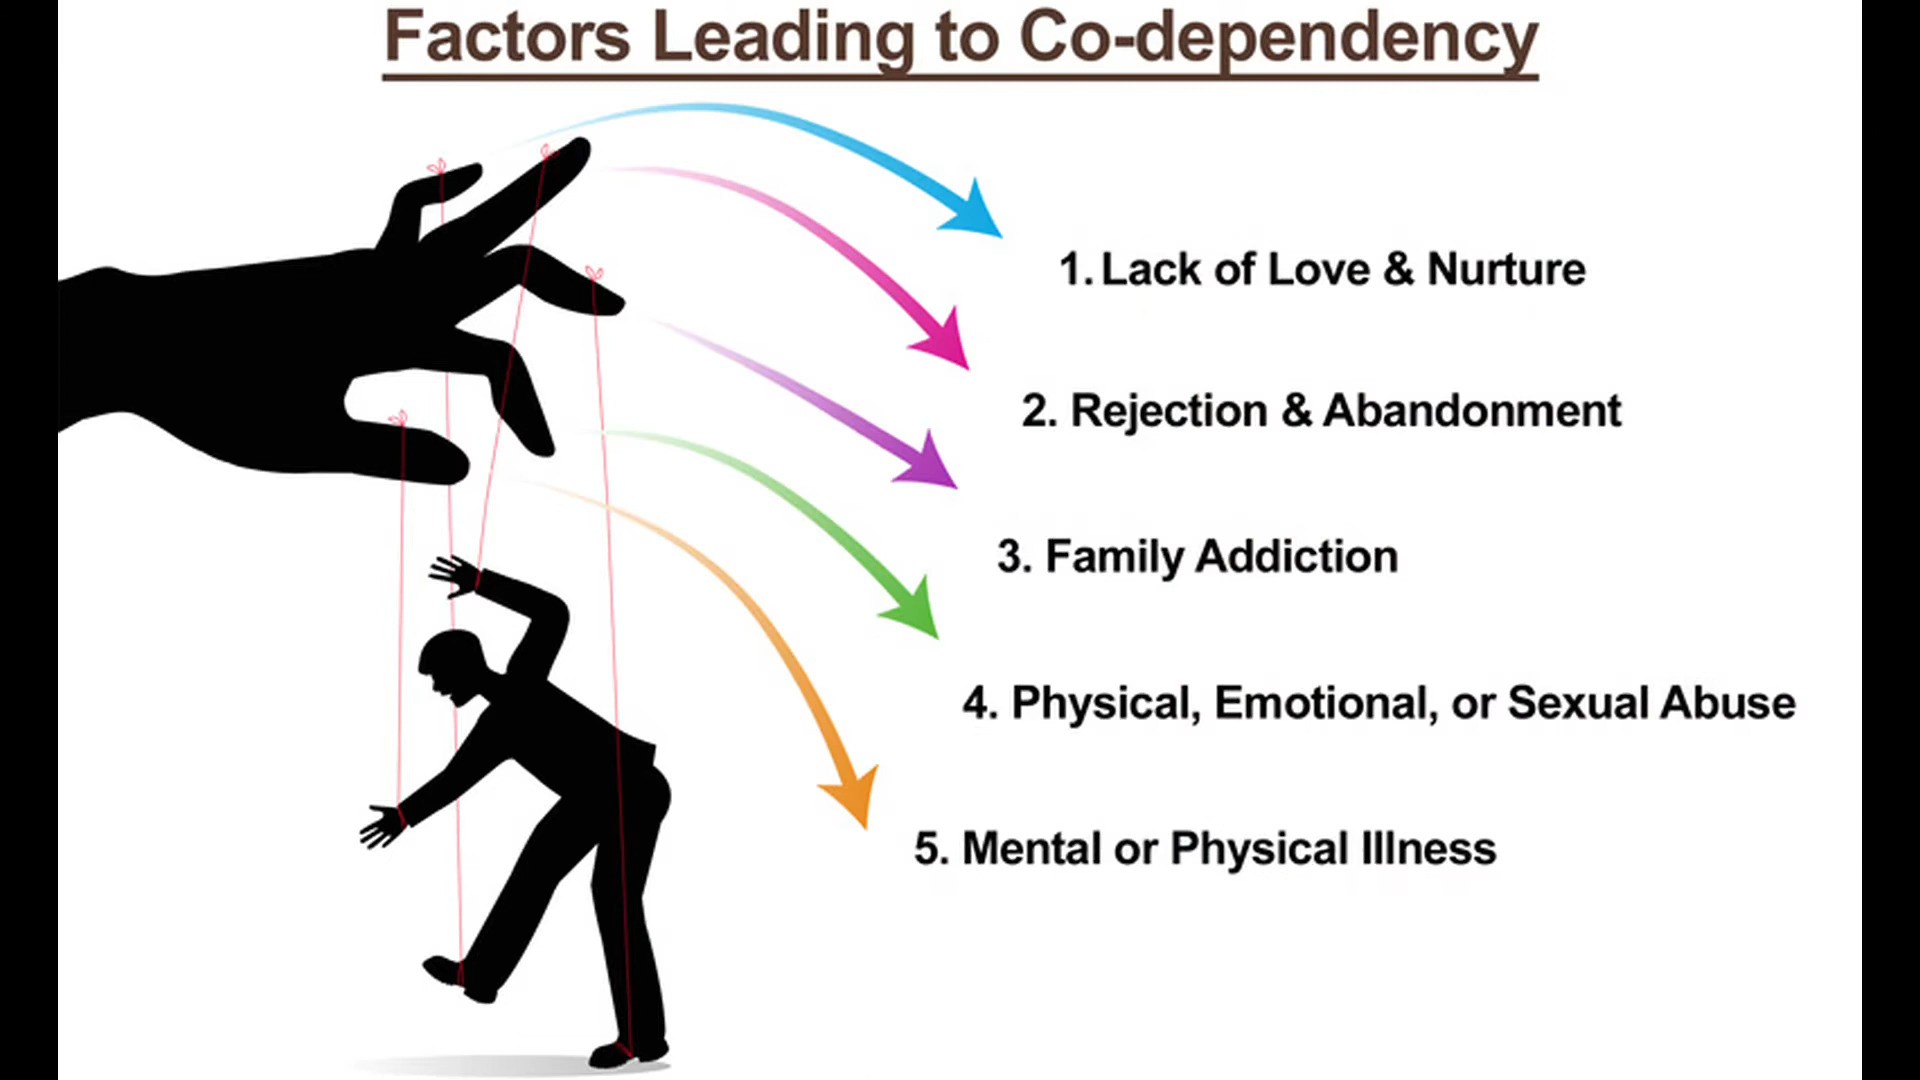 Factors Leading to Co-dependency
1. Lack of Love & Nurture
2. Rejection & Abandonment
3. Family Addiction
4. Physical, Emotional, or Sexual Abuse
5. Mental or Physical Illness